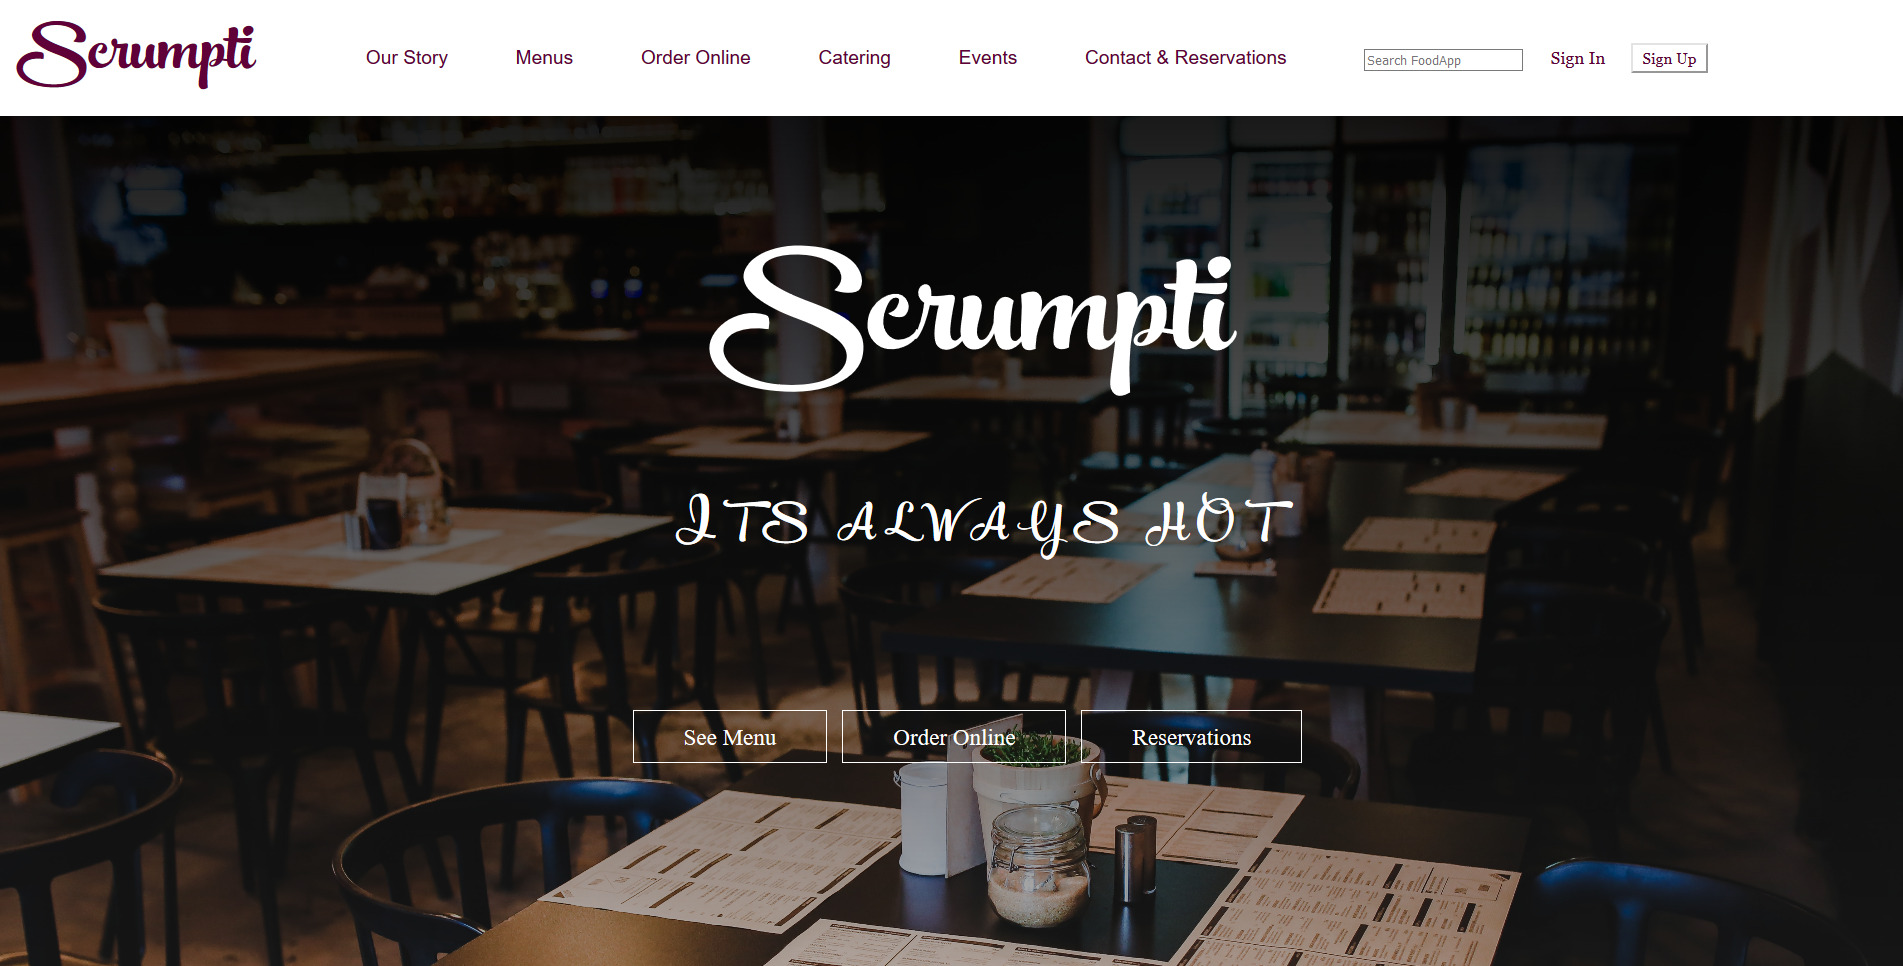 Scrumpti
Our Story Menus Order Online Catering Events Contact & Reservations Search FoodApp Sign In Sign Up
Scrumpti
ITS ALWAYS HOT
See Menu Order Online Reservations